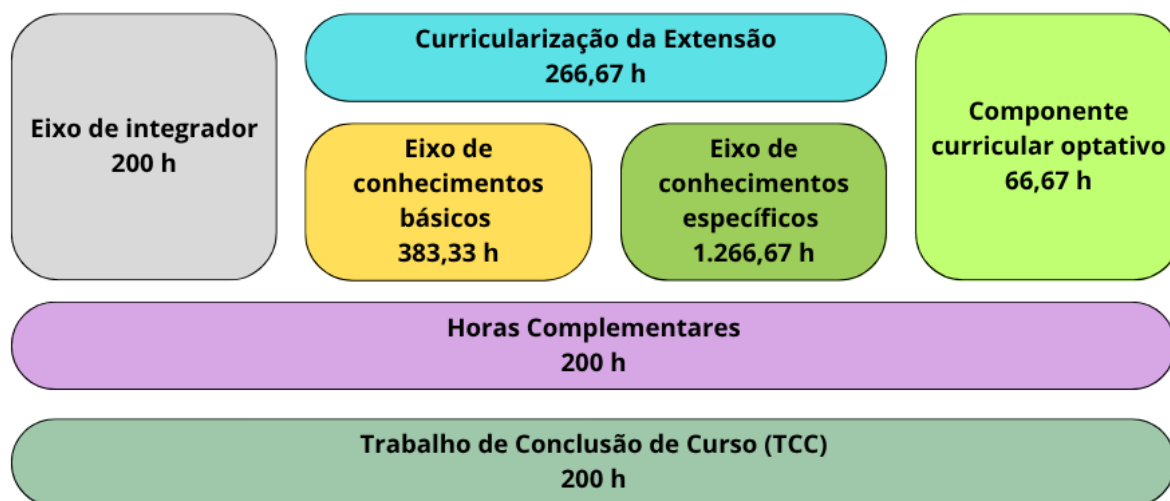 Curricularização da Extensão
266,67 h
Eixo de integrador
200 h
Eixo de
conhecimentos
básicos
383,33 h
Eixo de
conhecimentos
específicos
1.266,67 h
Componente
curricular optativo
66,67 h
Horas Complementares
200 h
Trabalho de Conclusão de Curso (TCC)
200 h